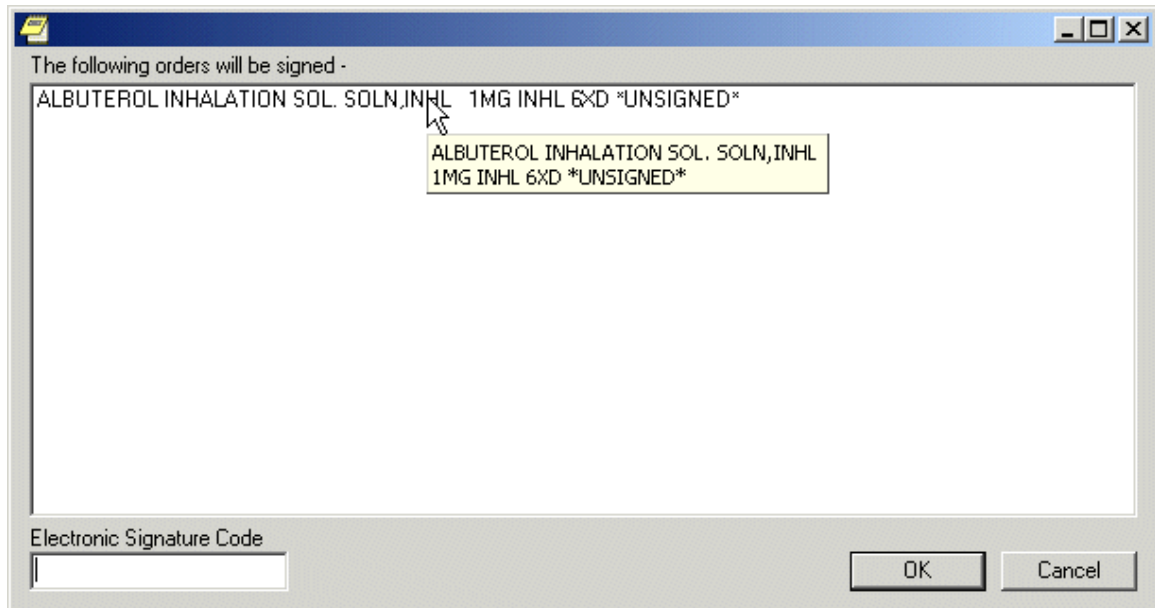 The following orders will be signed -
ALBUTEROL INHALATION SOL. SOLN,INHL   1MG INHL 6XD *UNSIGNED*
ALBUTEROL INHALATION SOL. SOLN,INHL
1MG INHL 6XD *UNSIGNED*
Electronic Signature Code
OK Cancel